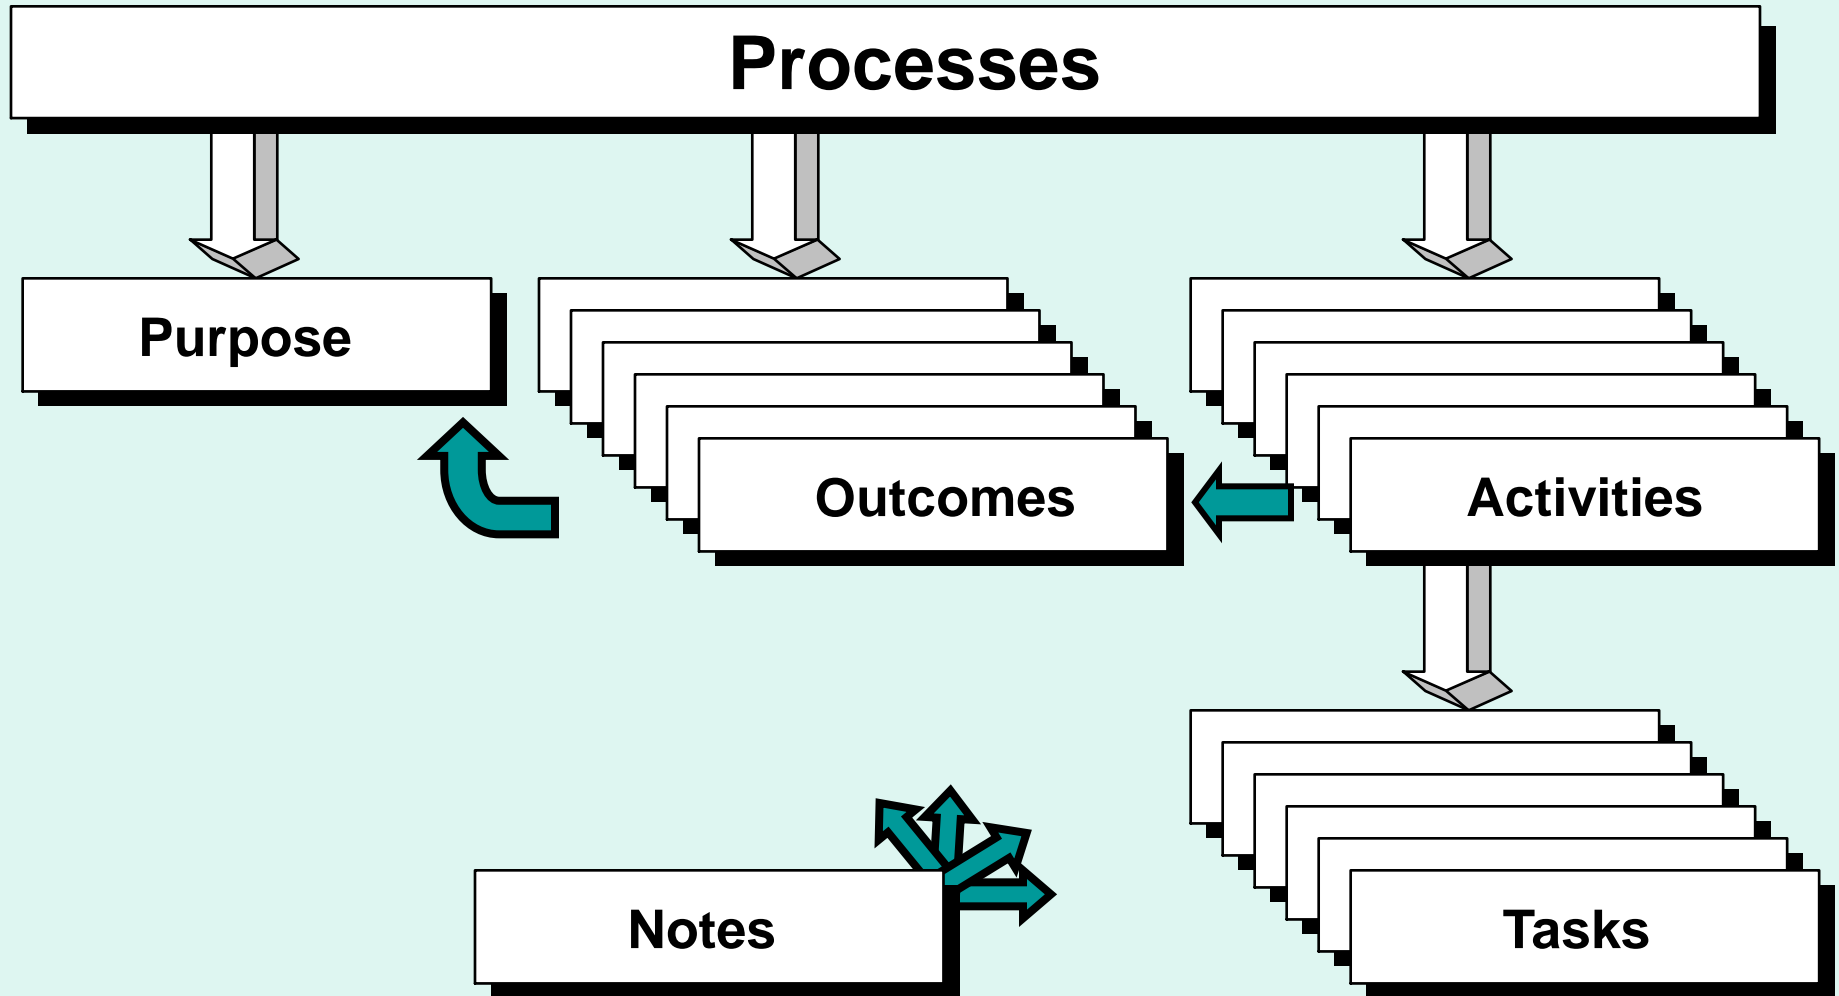 Processes
Purpose
Outcomes
Activities
Notes
Tasks